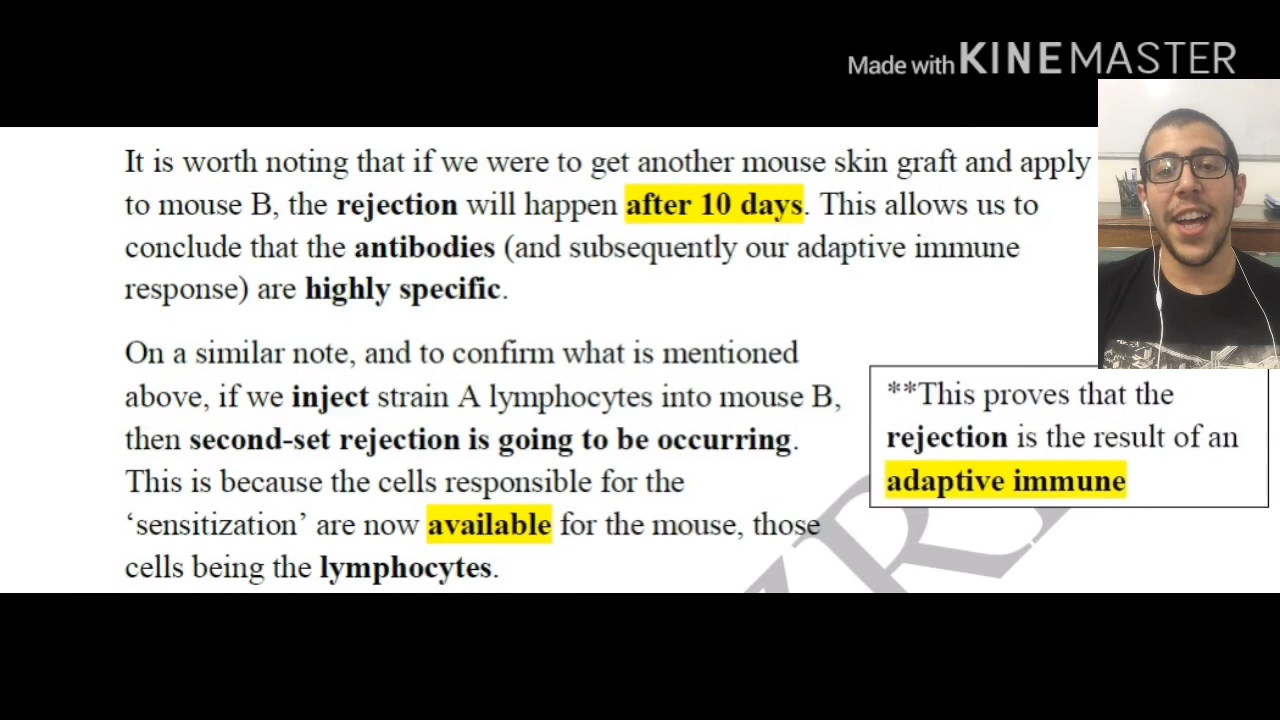 Made with KINEMASTER
It is worth noting that if we were to get another mouse skin graft and apply
to mouse B, the rejection will happen after 10 days. This allows us to
conclude that the antibodies (and subsequently our adaptive immune
response) are highly specific.
On a similar note, and to confirm what is mentioned
above, if we inject strain A lymphocytes into mouse B,
then second-set rejection is going to be occurring.
This is because the cells responsible for the
‘sensitization’ are now available for the mouse, those
cells being the lymphocytes.
**This proves that the
rejection is the result of an
adaptive immune